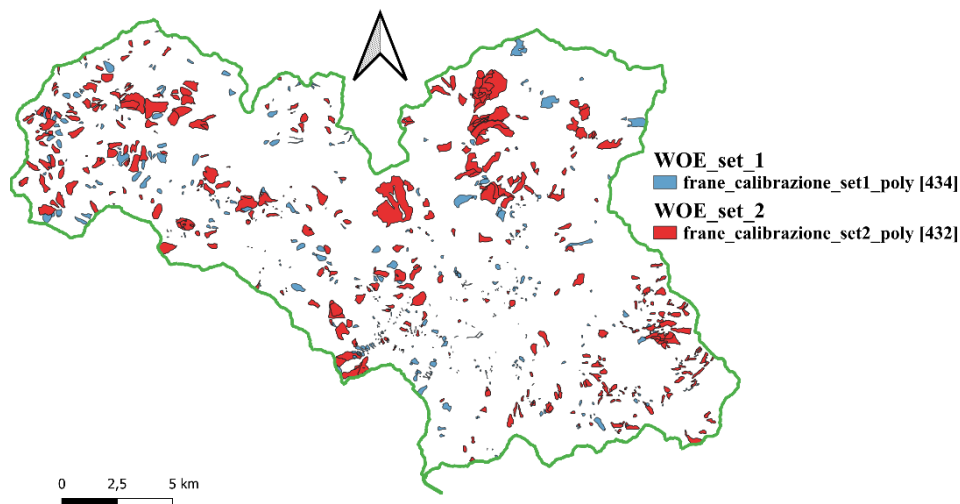 WOE_set_1
frane_calibrazione_set1_poly [434]
WOE_set_2
frane_calibrazione_set2_poly [432]
0 2,5 5 km